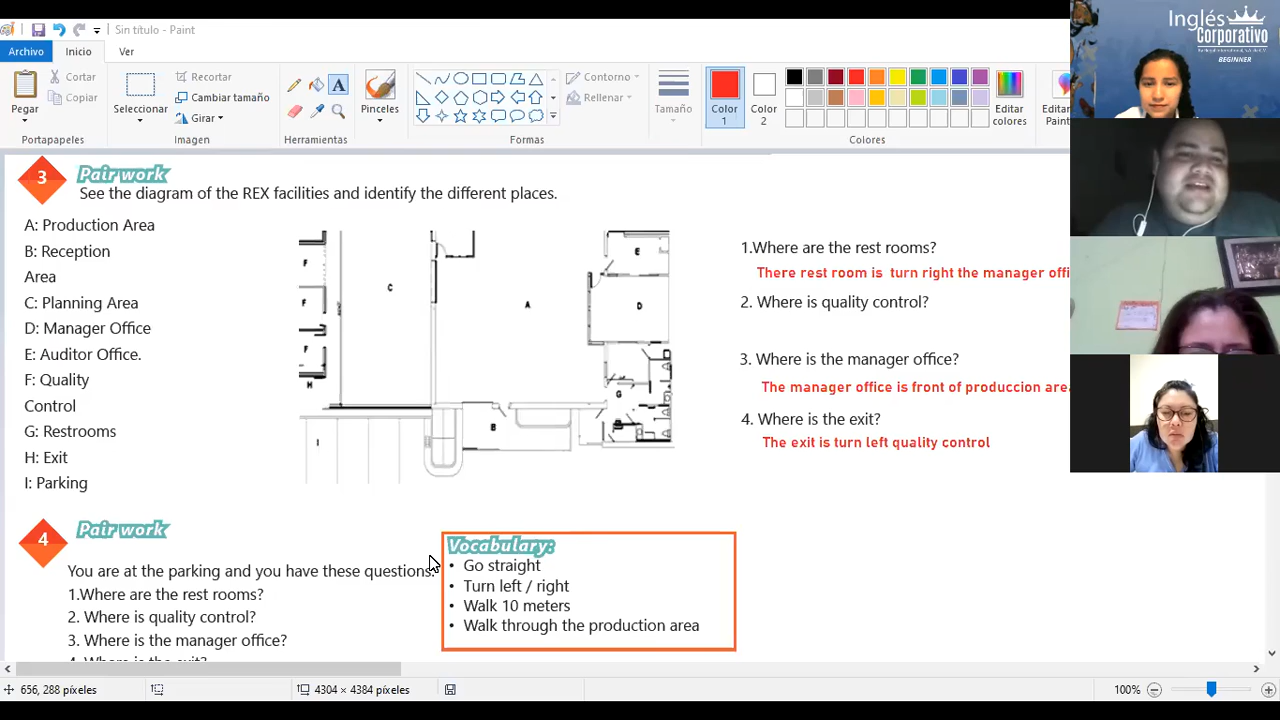 Sin título - Paint
Archivo Inicio Ver
Pegar
Cortar
Copiar
Portapapeles
Seleccionar
Recortar
Cambiar tamaño
Girar
Imagen
Herramientas
Pinceles
Contorno
Rellenar
Formas
Tamaño
Color 1
Color 2
Editar colores
Editar
Paint
Colores
Inglés
Corporativo
BEGINNER
3 Pair work
See the diagram of the REX facilities and identify the different places.
A: Production Area
B: Reception
Area
C: Planning Area
D: Manager Office
E: Auditor Office.
F: Quality
Control
G: Restrooms
H: Exit
I: Parking
F
F
F
H
C
A
E
D
G
B
I
1.Where are the rest rooms?
There rest room is turn right the manager offi
2. Where is quality control?
3. Where is the manager office?
The manager office is front of produccion area
4. Where is the exit?
The exit is turn left quality control
4 Pair work
You are at the parking and you have these questions:
1.Where are the rest rooms?
2. Where is quality control?
3. Where is the manager office?
4. Where is the exit?
Vocabulary:
• Go straight
• Turn left / right
• Walk 10 meters
• Walk through the production area
656, 288 píxeles
4304 × 4384 píxeles
100%